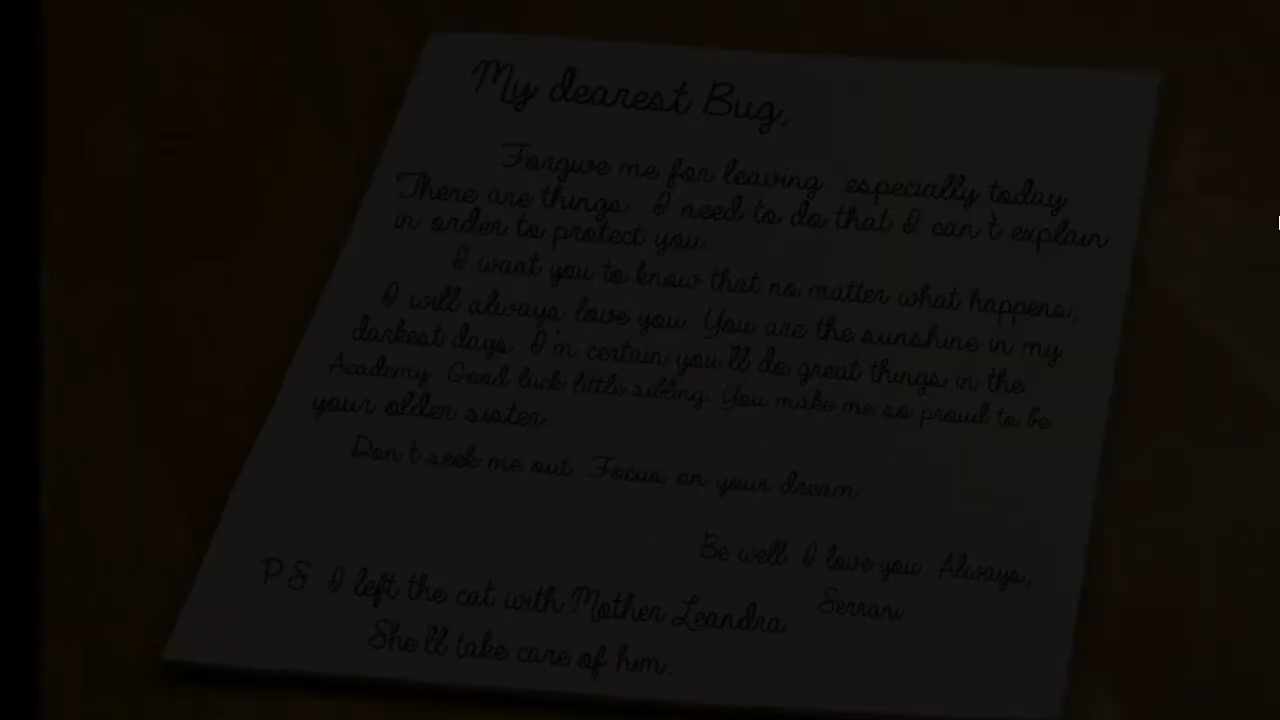 My dearest Bug,
Forgive me for leaving especially today
There are things I need to do that I can't explain
in order to protect you
I want you to know that no matter what happens,
I will always love you You are the sunshine in my
darkest days I'm certain you'll do great things in the
Academy Good luck little sibling. You make me so proud to be
your older sister.
Don't seek me out Focus on your dream
Be well I love you Always,
Serrani
P S I left the cat with Mother Leandra.
She'll take care of him.